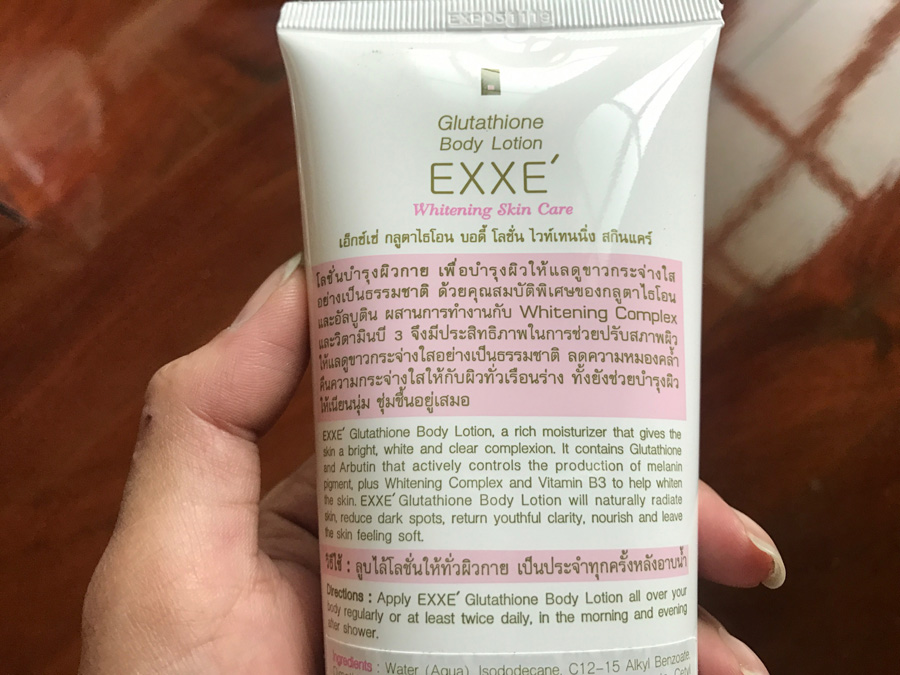 EXP051119
Glutathione
Body Lotion
EXXE'
Whitening Skin Care
เอ็กซ์เซ่ กลูตาไธโอน บอดี้ โลชั่น ไวท์เทนนิ่ง สกินแคร์
โลชั่นบำรุงผิวกาย เพื่อบำรุงผิวให้แลดูขาวกระจ่างใส
อย่างเป็นธรรมชาติ ด้วยคุณสมบัติพิเศษของกลูตาไธโอน
และอัลบูติน ผสานการทำงานกับ Whitening Complex
และวิตามินบี 3 จึงมีประสิทธิภาพในการช่วยปรับสภาพผิว
ให้แลดูขาวกระจ่างใสอย่างเป็นธรรมชาติ ลดความหมองคล้ำ
คืนความกระจ่างใสให้กับผิวทั่วเรือนร่าง ทั้งยังช่วยบำรุงผิว
ให้เนียนนุ่ม ชุ่มชื้นอยู่เสมอ
EXXE' Glutathione Body Lotion, a rich moisturizer that gives the
skin a bright, white and clear complexion. It contains Glutathione
and Arbutin that actively controls the production of melanin
pigment, plus Whitening Complex and Vitamin B3 to help whiten
the skin. EXXE' Glutathione Body Lotion will naturally radiate
skin, reduce dark spots, return youthful clarity, nourish and leave
the skin feeling soft.
วิธีใช้ : ลูบไล้โลชั่นให้ทั่วผิวกาย เป็นประจำทุกครั้งหลังอาบน้ำ
Directions : Apply EXXE' Glutathione Body Lotion all over your
body regularly or at least twice daily, in the morning and evening
after shower.
Ingredients : Water (Aqua), Isododecane, C12-15 Alkyl Benzoate,